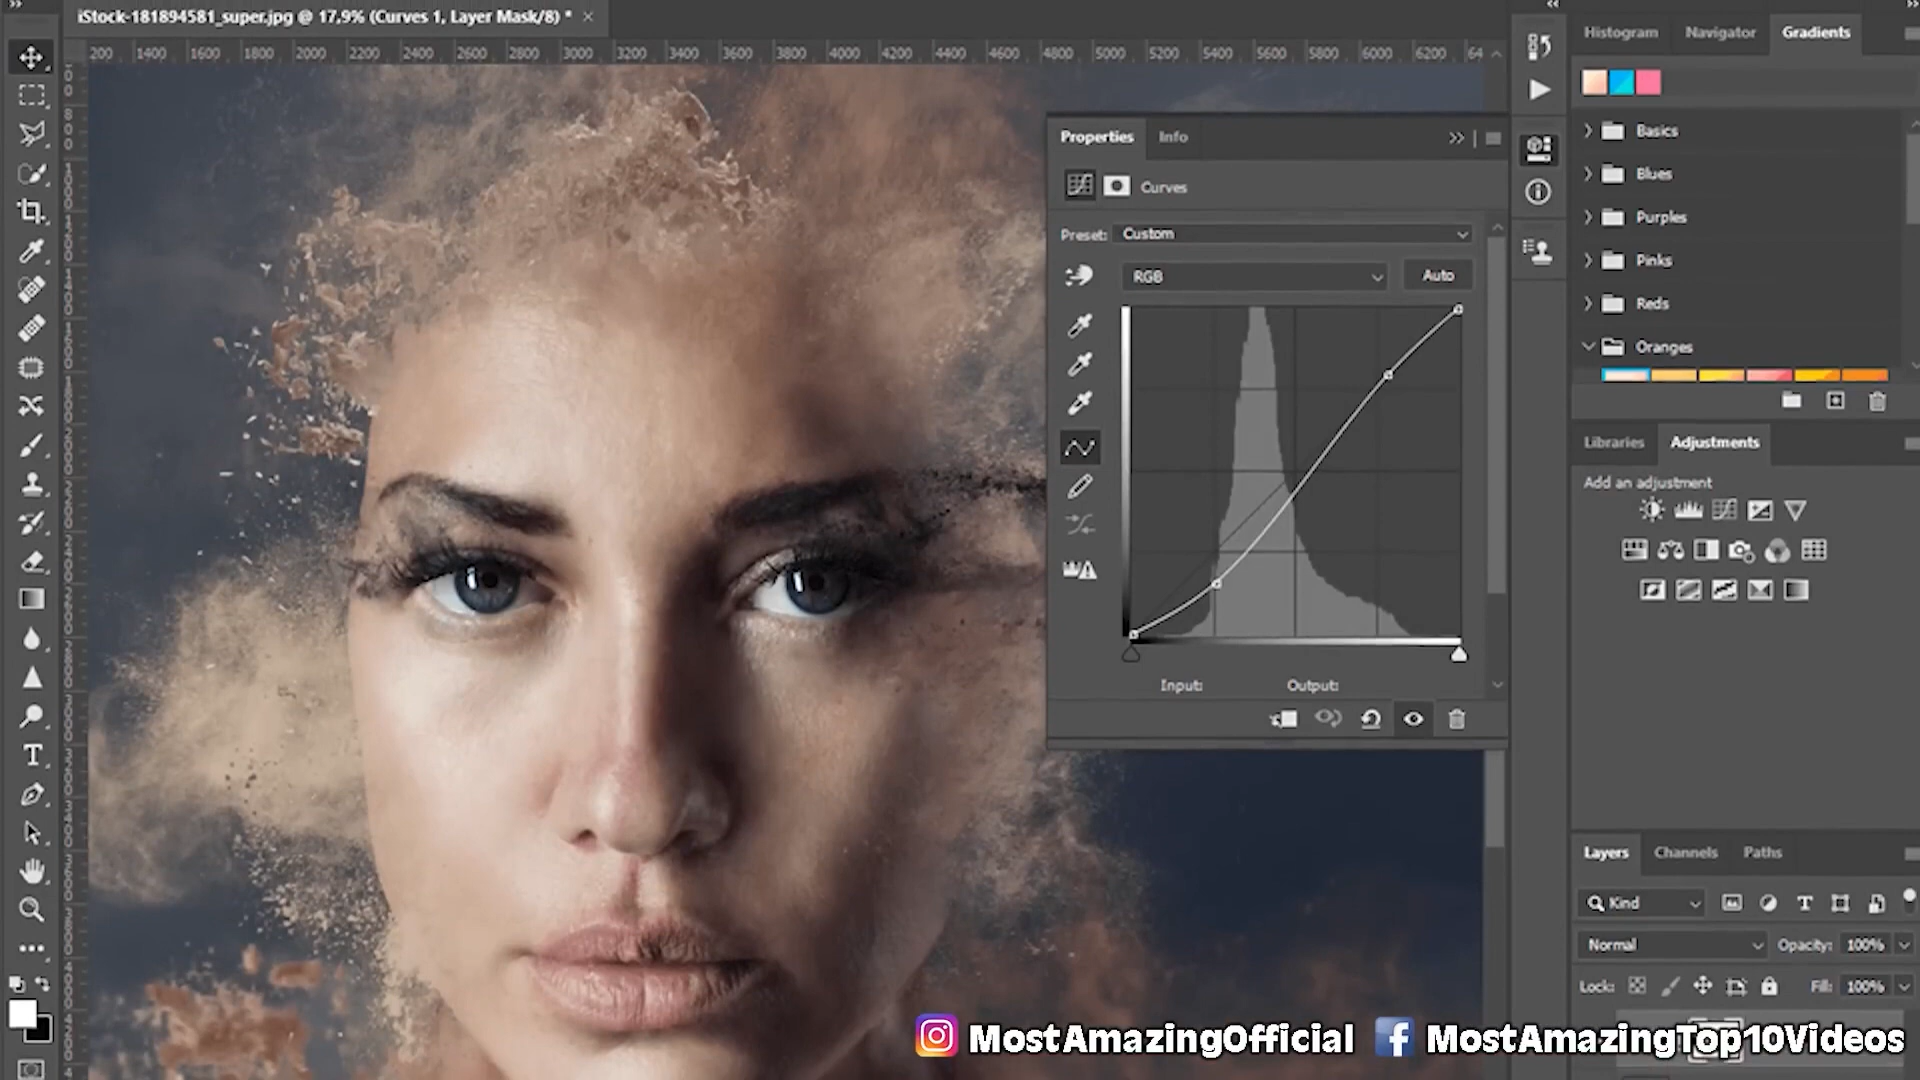 iStock-181894581_super.jpg @ 17,9% (Curves 1, Layer Mask/8) *
200 1400 1600 1800 2000 2200 2400 2600 2800 3000 3200 3400 3600 3800 4000 4200 4400 4600 4800 5000 5200 5400 5600 5800 6000 6200 64
Histogram Navigator Gradients
Basics
Blues
Purples
Pinks
Reds
Oranges
Properties Info
Curves
Preset: Custom
RGB Auto
Input: Output:
Libraries Adjustments
Add an adjustment
Layers Channels Paths
Kind
Normal Opacity: 100%
Lock: Fill: 100%
MostAmazingOfficial MostAmazingTop10Videos